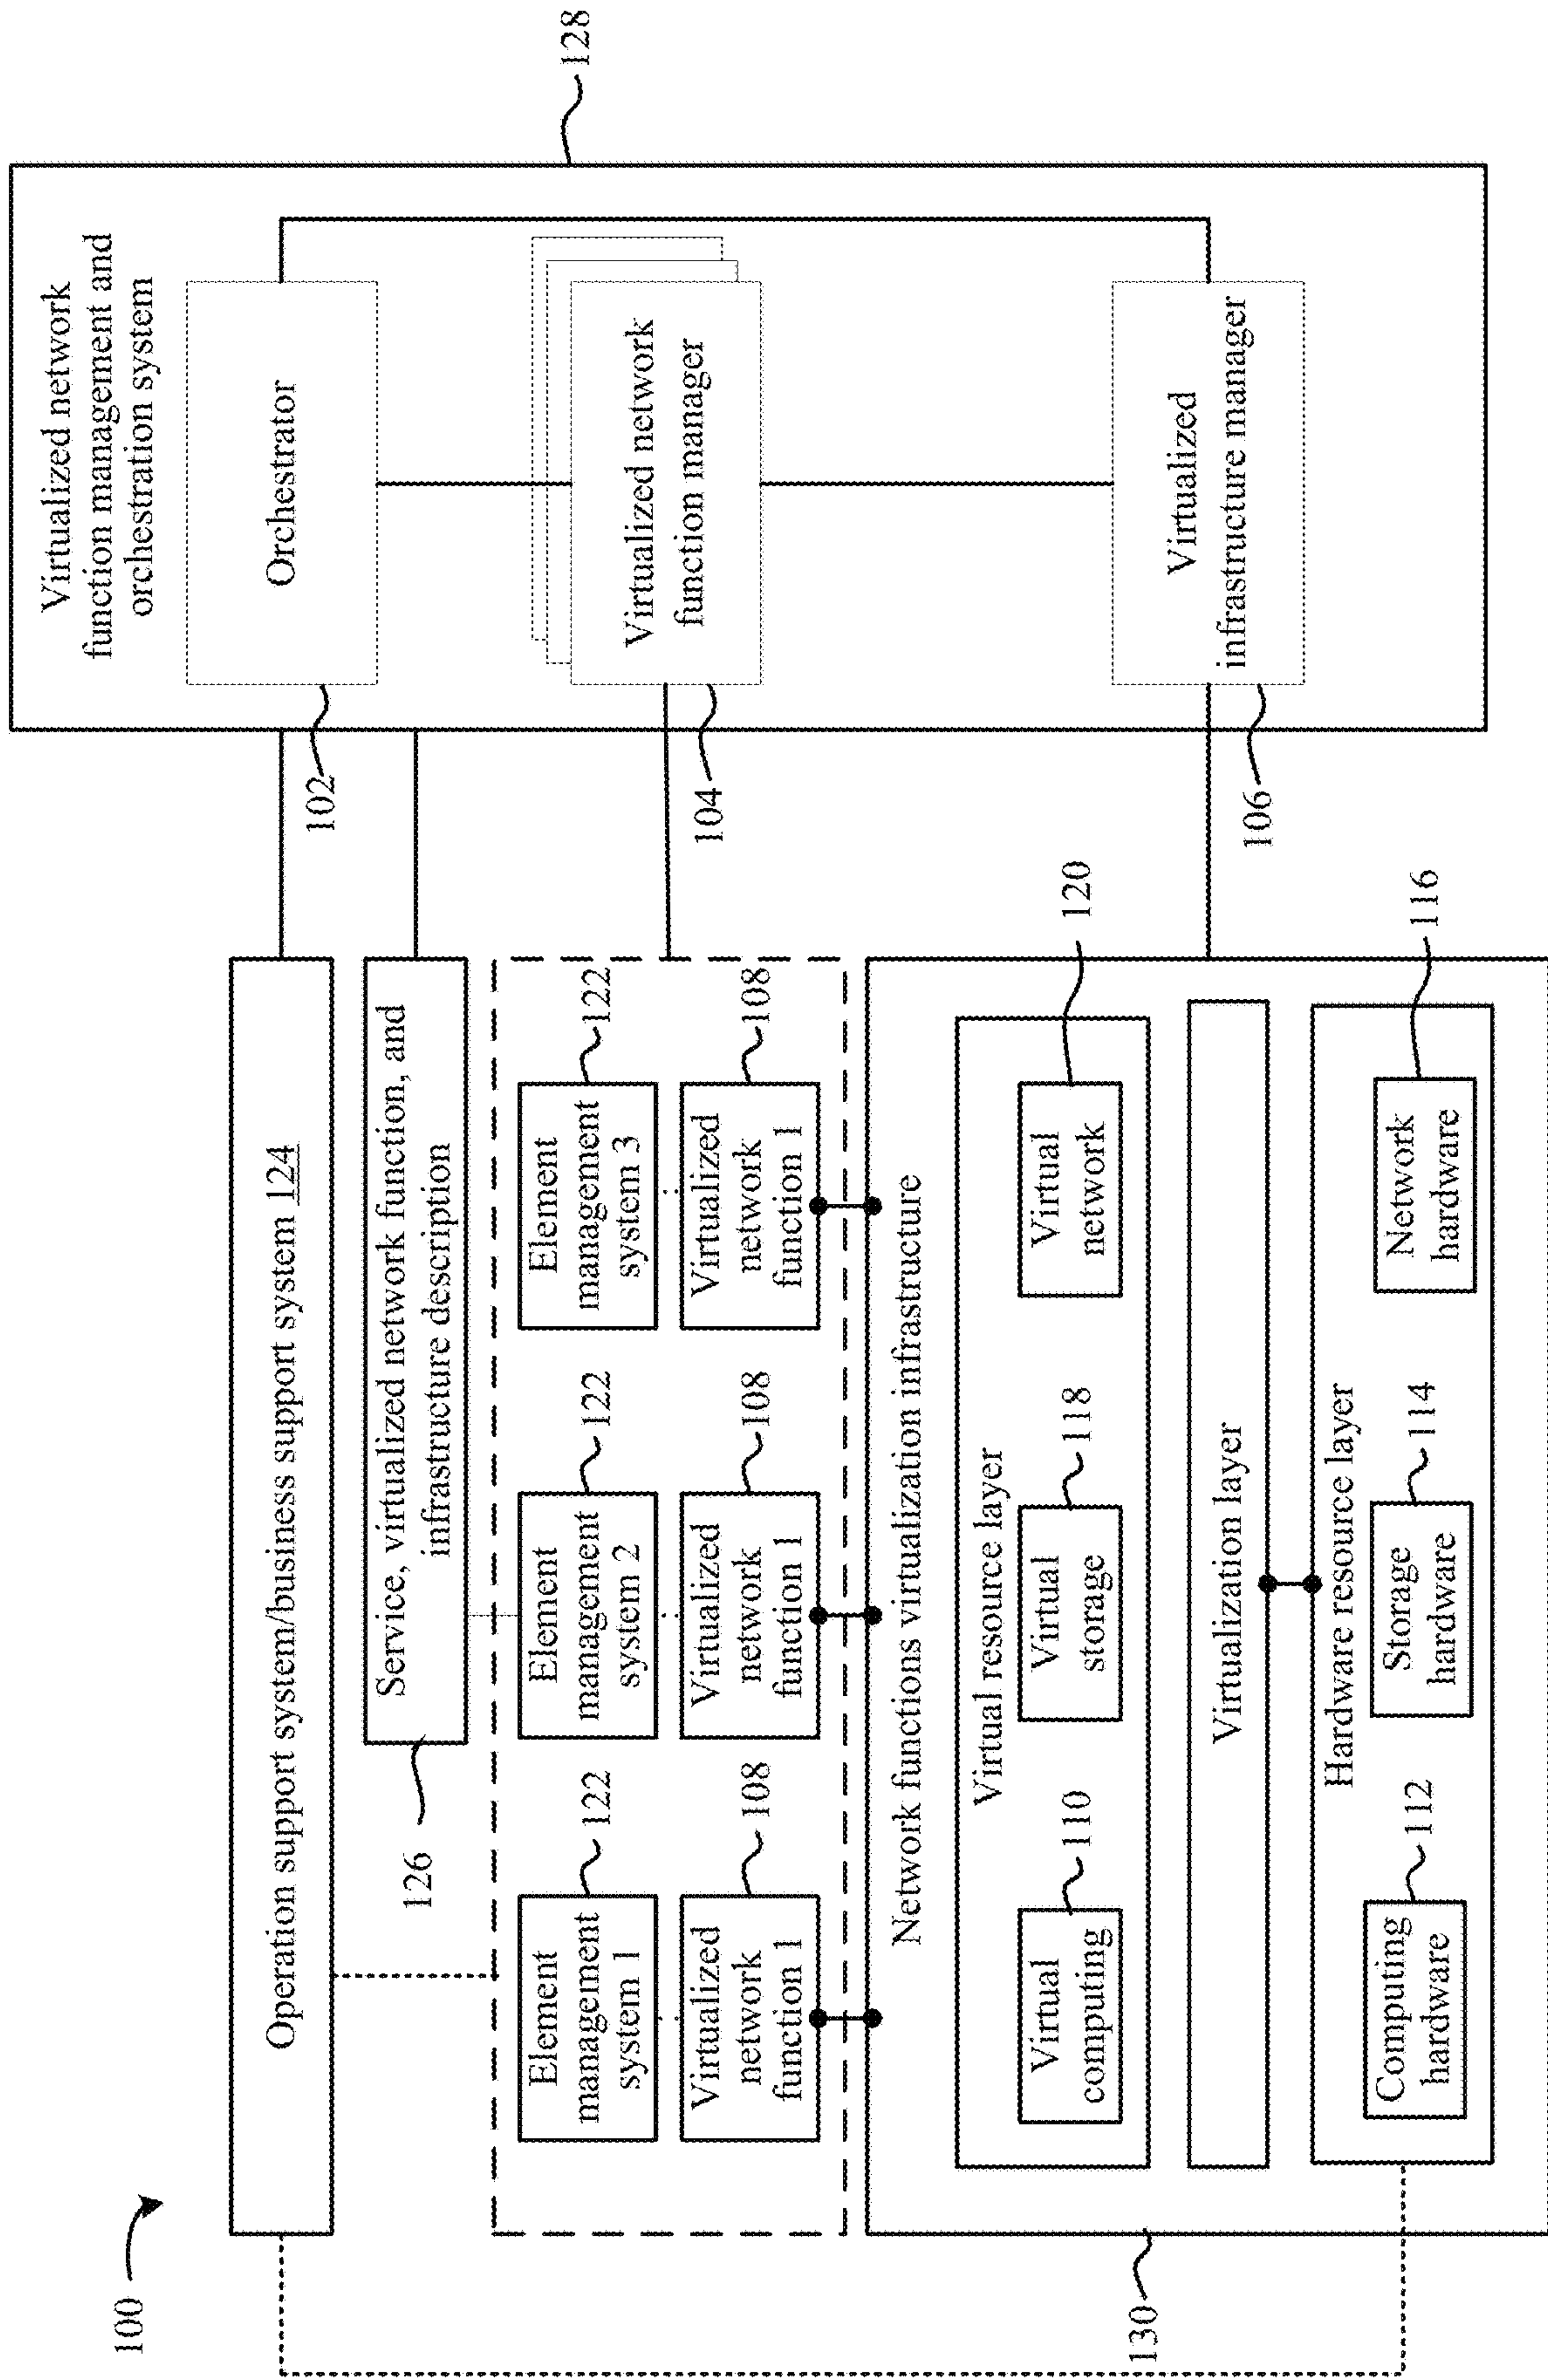 100
Operation support system/business support system 124
Service, virtualized network function, and
infrastructure description
126
Element
management
system 1
122
Element
management
system 2
122
Element
management
system 3
122
Virtualized
network
function 1
108
Virtualized
network
function 1
108
Virtualized
network
function 1
108
Network functions virtualization infrastructure
Virtual resource layer
Virtual
computing
110
Virtual
storage
118
Virtual
network
120
Virtualization layer
Hardware resource layer
Computing
hardware
112
Storage
hardware
114
Network
hardware
116
130
Virtualized network
function management and
orchestration system
128
Orchestrator
102
Virtualized network
function manager
104
Virtualized
infrastructure manager
106